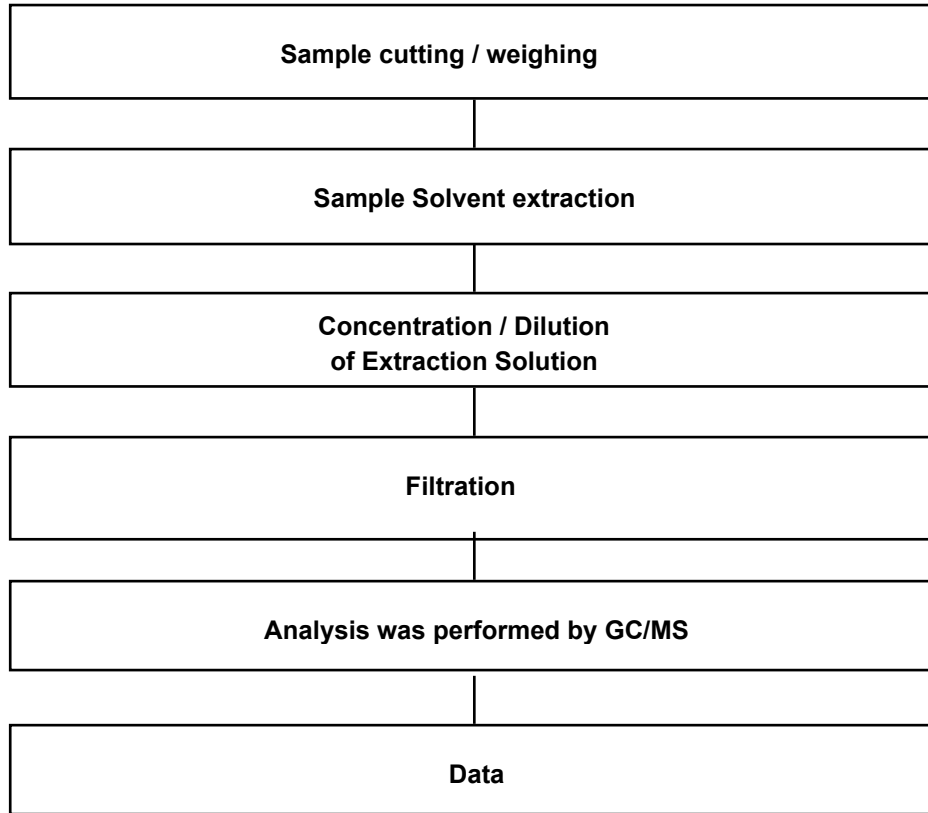 Sample cutting / weighing
Sample Solvent extraction
Concentration / Dilution
of Extraction Solution
Filtration
Analysis was performed by GC/MS
Data